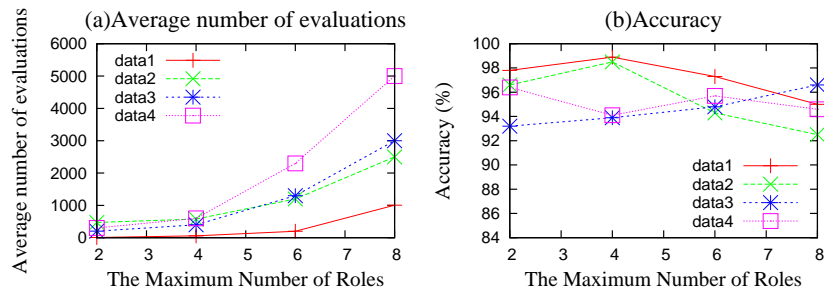 (a)Average number of evaluations
Average number of evaluations
6000
5000
4000
3000
2000
1000
0
data1
data2
data3
data4
2
3
4
5
6
7
8
The Maximum Number of Roles
(b)Accuracy
Accuracy (%)
100
98
96
94
92
90
88
86
84
data1
data2
data3
data4
2
3
4
5
6
7
8
The Maximum Number of Roles